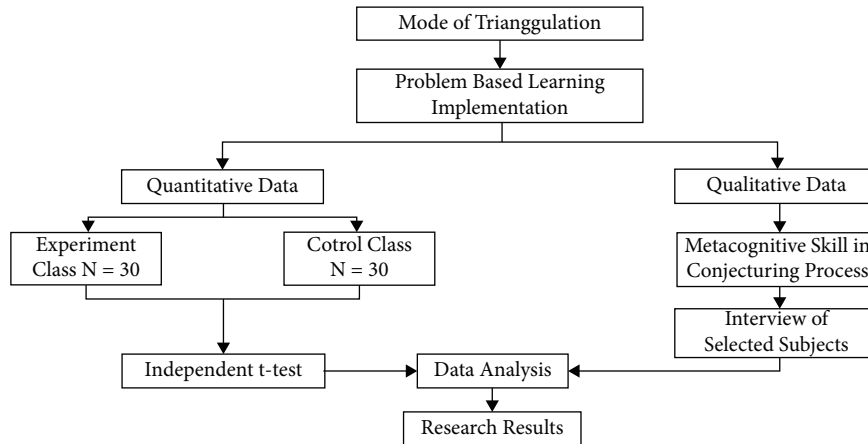 Mode of Trianggulation
Problem Based Learning
Implementation
Quantitative Data
Qualitative Data
Experiment
Class N = 30
Cotrol Class
N = 30
Metacognitive Skill in
Conjecturing Process
Interview of
Selected Subjects
Independent t-test
Data Analysis
Research Results